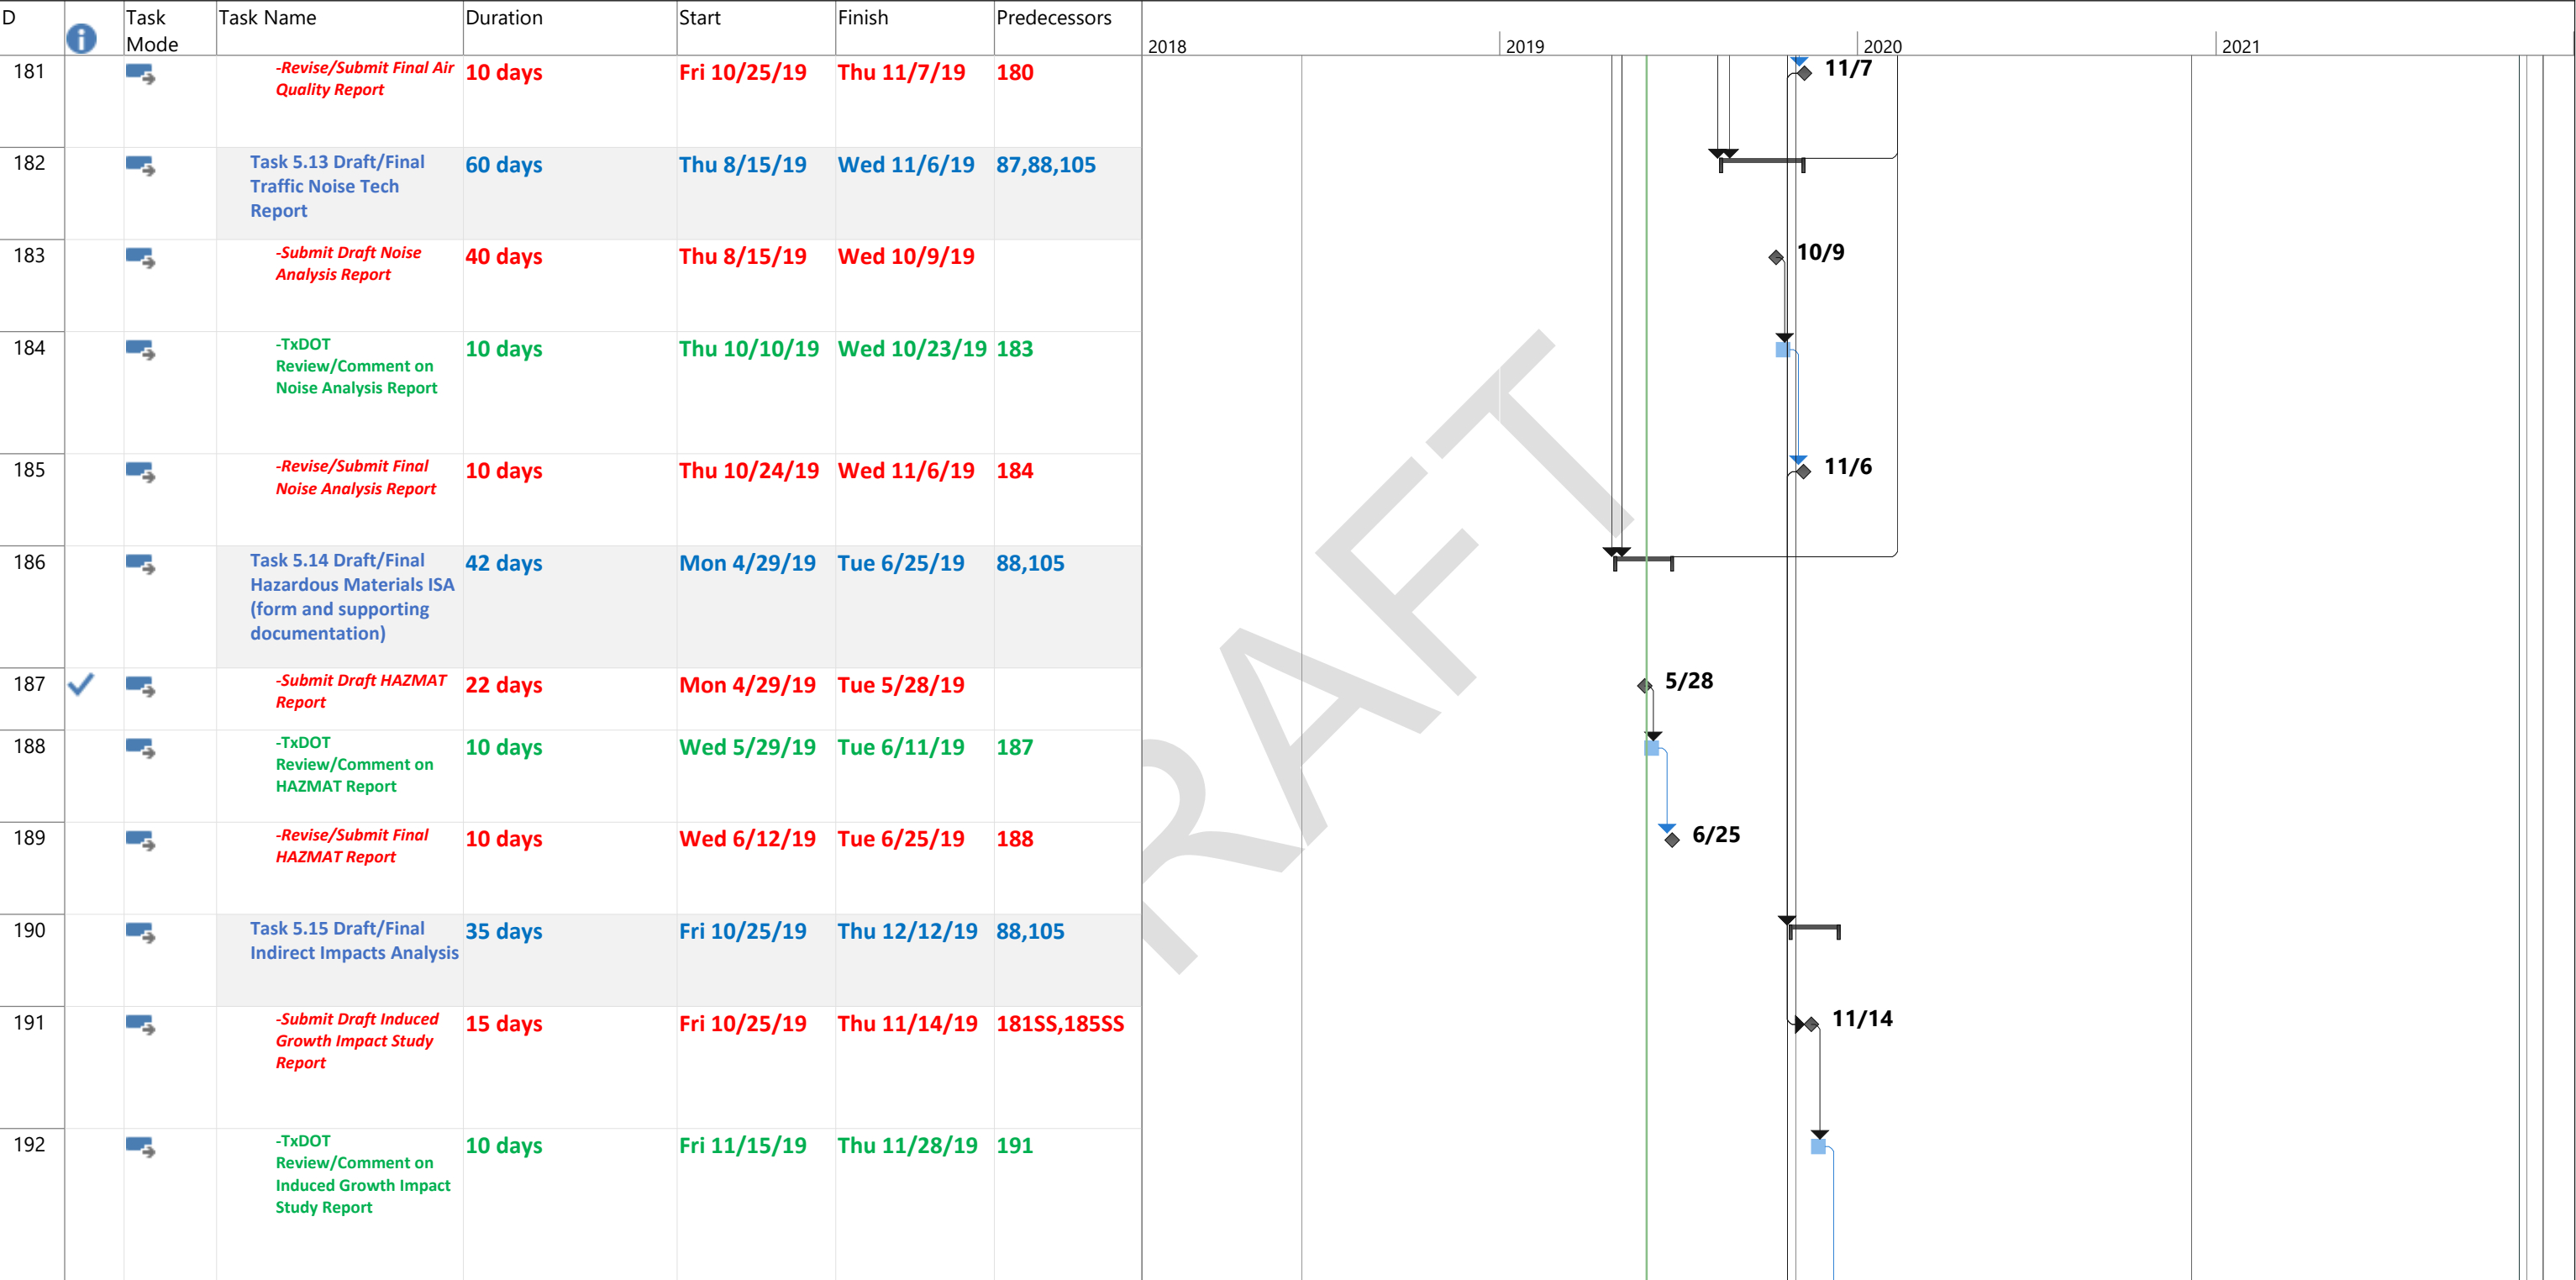 D Task Mode Task Name Duration Start Finish Predecessors
2018 2019 2020 2021
181 -Revise/Submit Final Air 10 days Fri 10/25/19 Thu 11/7/19 180 11/7
Quality Report
182 Task 5.13 Draft/Final 60 days Thu 8/15/19 Wed 11/6/19 87,88,105
Traffic Noise Tech
Report
183 -Submit Draft Noise 40 days Thu 8/15/19 Wed 10/9/19 10/9
Analysis Report
184 -TxDOT 10 days Thu 10/10/19 Wed 10/23/19 183
Review/Comment on
Noise Analysis Report
185 -Revise/Submit Final 10 days Thu 10/24/19 Wed 11/6/19 184 11/6
Noise Analysis Report
186 Task 5.14 Draft/Final 42 days Mon 4/29/19 Tue 6/25/19 88,105
Hazardous Materials ISA
(form and supporting
documentation)
187 -Submit Draft HAZMAT 22 days Mon 4/29/19 Tue 5/28/19 5/28
Report
188 -TxDOT 10 days Wed 5/29/19 Tue 6/11/19 187
Review/Comment on
HAZMAT Report
189 -Revise/Submit Final 10 days Wed 6/12/19 Tue 6/25/19 188 6/25
HAZMAT Report
190 Task 5.15 Draft/Final 35 days Fri 10/25/19 Thu 12/12/19 88,105
Indirect Impacts Analysis
191 -Submit Draft Induced 15 days Fri 10/25/19 Thu 11/14/19 181SS,185SS 11/14
Growth Impact Study
Report
192 -TxDOT 10 days Fri 11/15/19 Thu 11/28/19 191
Review/Comment on
Induced Growth Impact
Study Report
RAFT